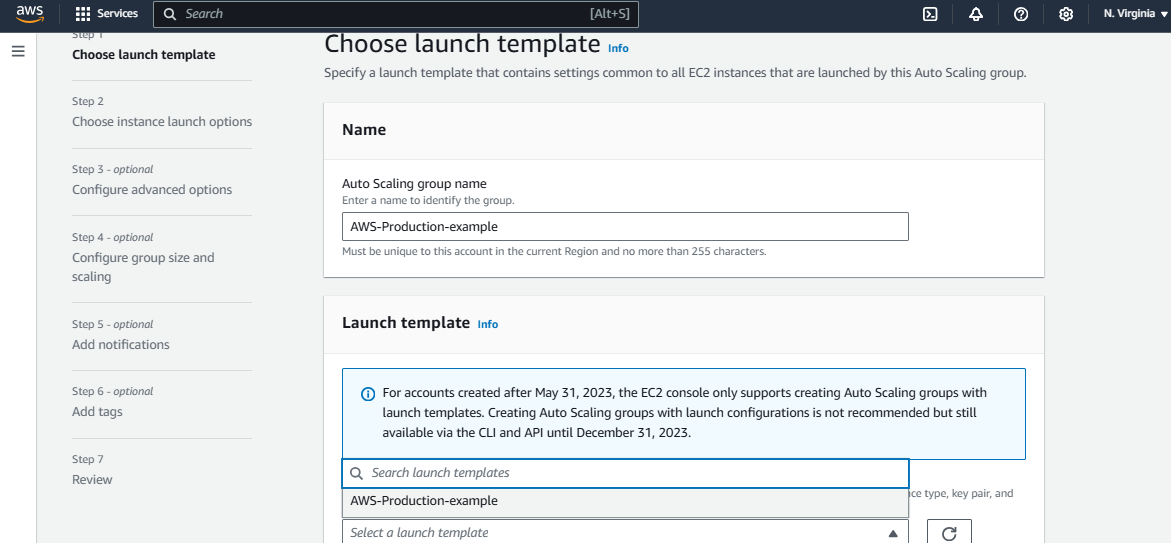 aws
Services
Search
[Alt+S]
N. Virginia
Step 1
Choose launch template
Step 2
Choose instance launch options
Step 3 - optional
Configure advanced options
Step 4 - optional
Configure group size and
scaling
Step 5 - optional
Add notifications
Step 6 - optional
Add tags
Step 7
Review
Choose launch template Info
Specify a launch template that contains settings common to all EC2 instances that are launched by this Auto Scaling group.
Name
Auto Scaling group name
Enter a name to identify the group.
AWS-Production-example
Must be unique to this account in the current Region and no more than 255 characters.
Launch template Info
For accounts created after May 31, 2023, the EC2 console only supports creating Auto Scaling groups with
launch templates. Creating Auto Scaling groups with launch configurations is not recommended but still
available via the CLI and API until December 31, 2023.
Search launch templates
AWS-Production-example
type, key pair, and
Select a launch template